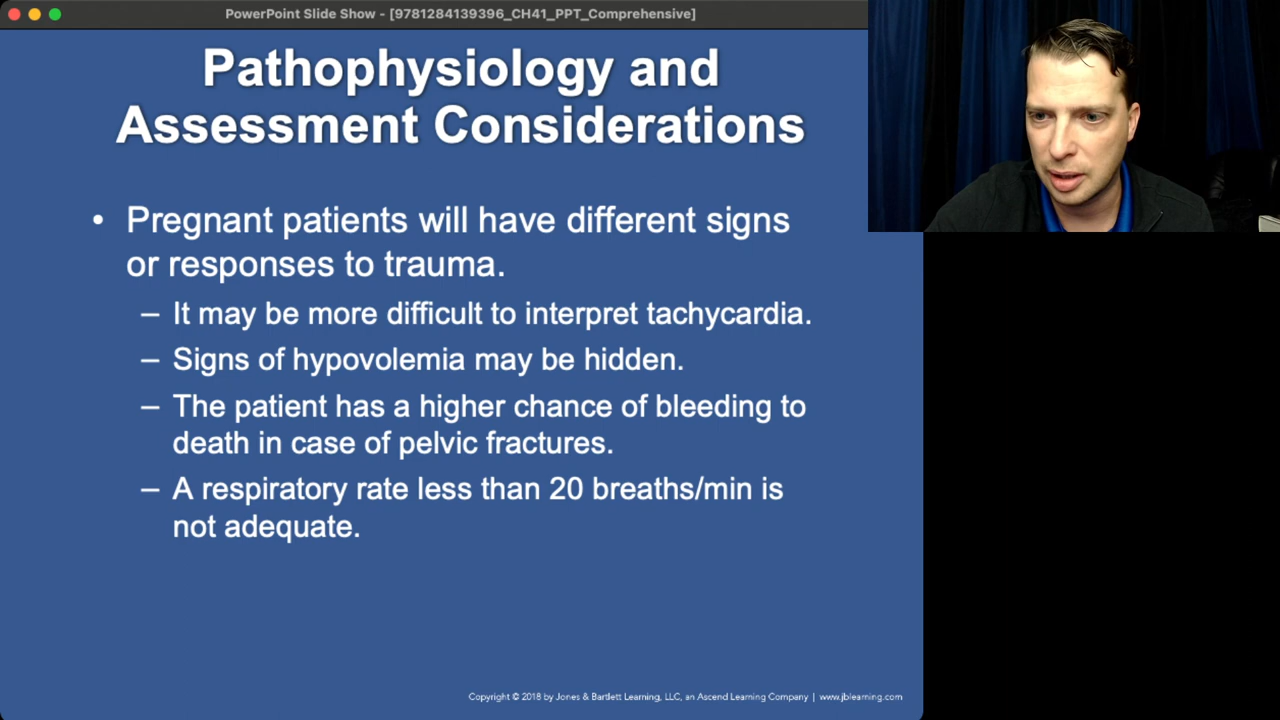 PowerPoint Slide Show - [9781284139396_CH41_PPT_Comprehensive]
Pathophysiology and
Assessment Considerations
• Pregnant patients will have different signs
or responses to trauma.
– It may be more difficult to interpret tachycardia.
– Signs of hypovolemia may be hidden.
– The patient has a higher chance of bleeding to
death in case of pelvic fractures.
– A respiratory rate less than 20 breaths/min is
not adequate.
Copyright © 2018 by Jones & Bartlett Learning, LLC, an Ascend Learning Company | www.jblearning.com